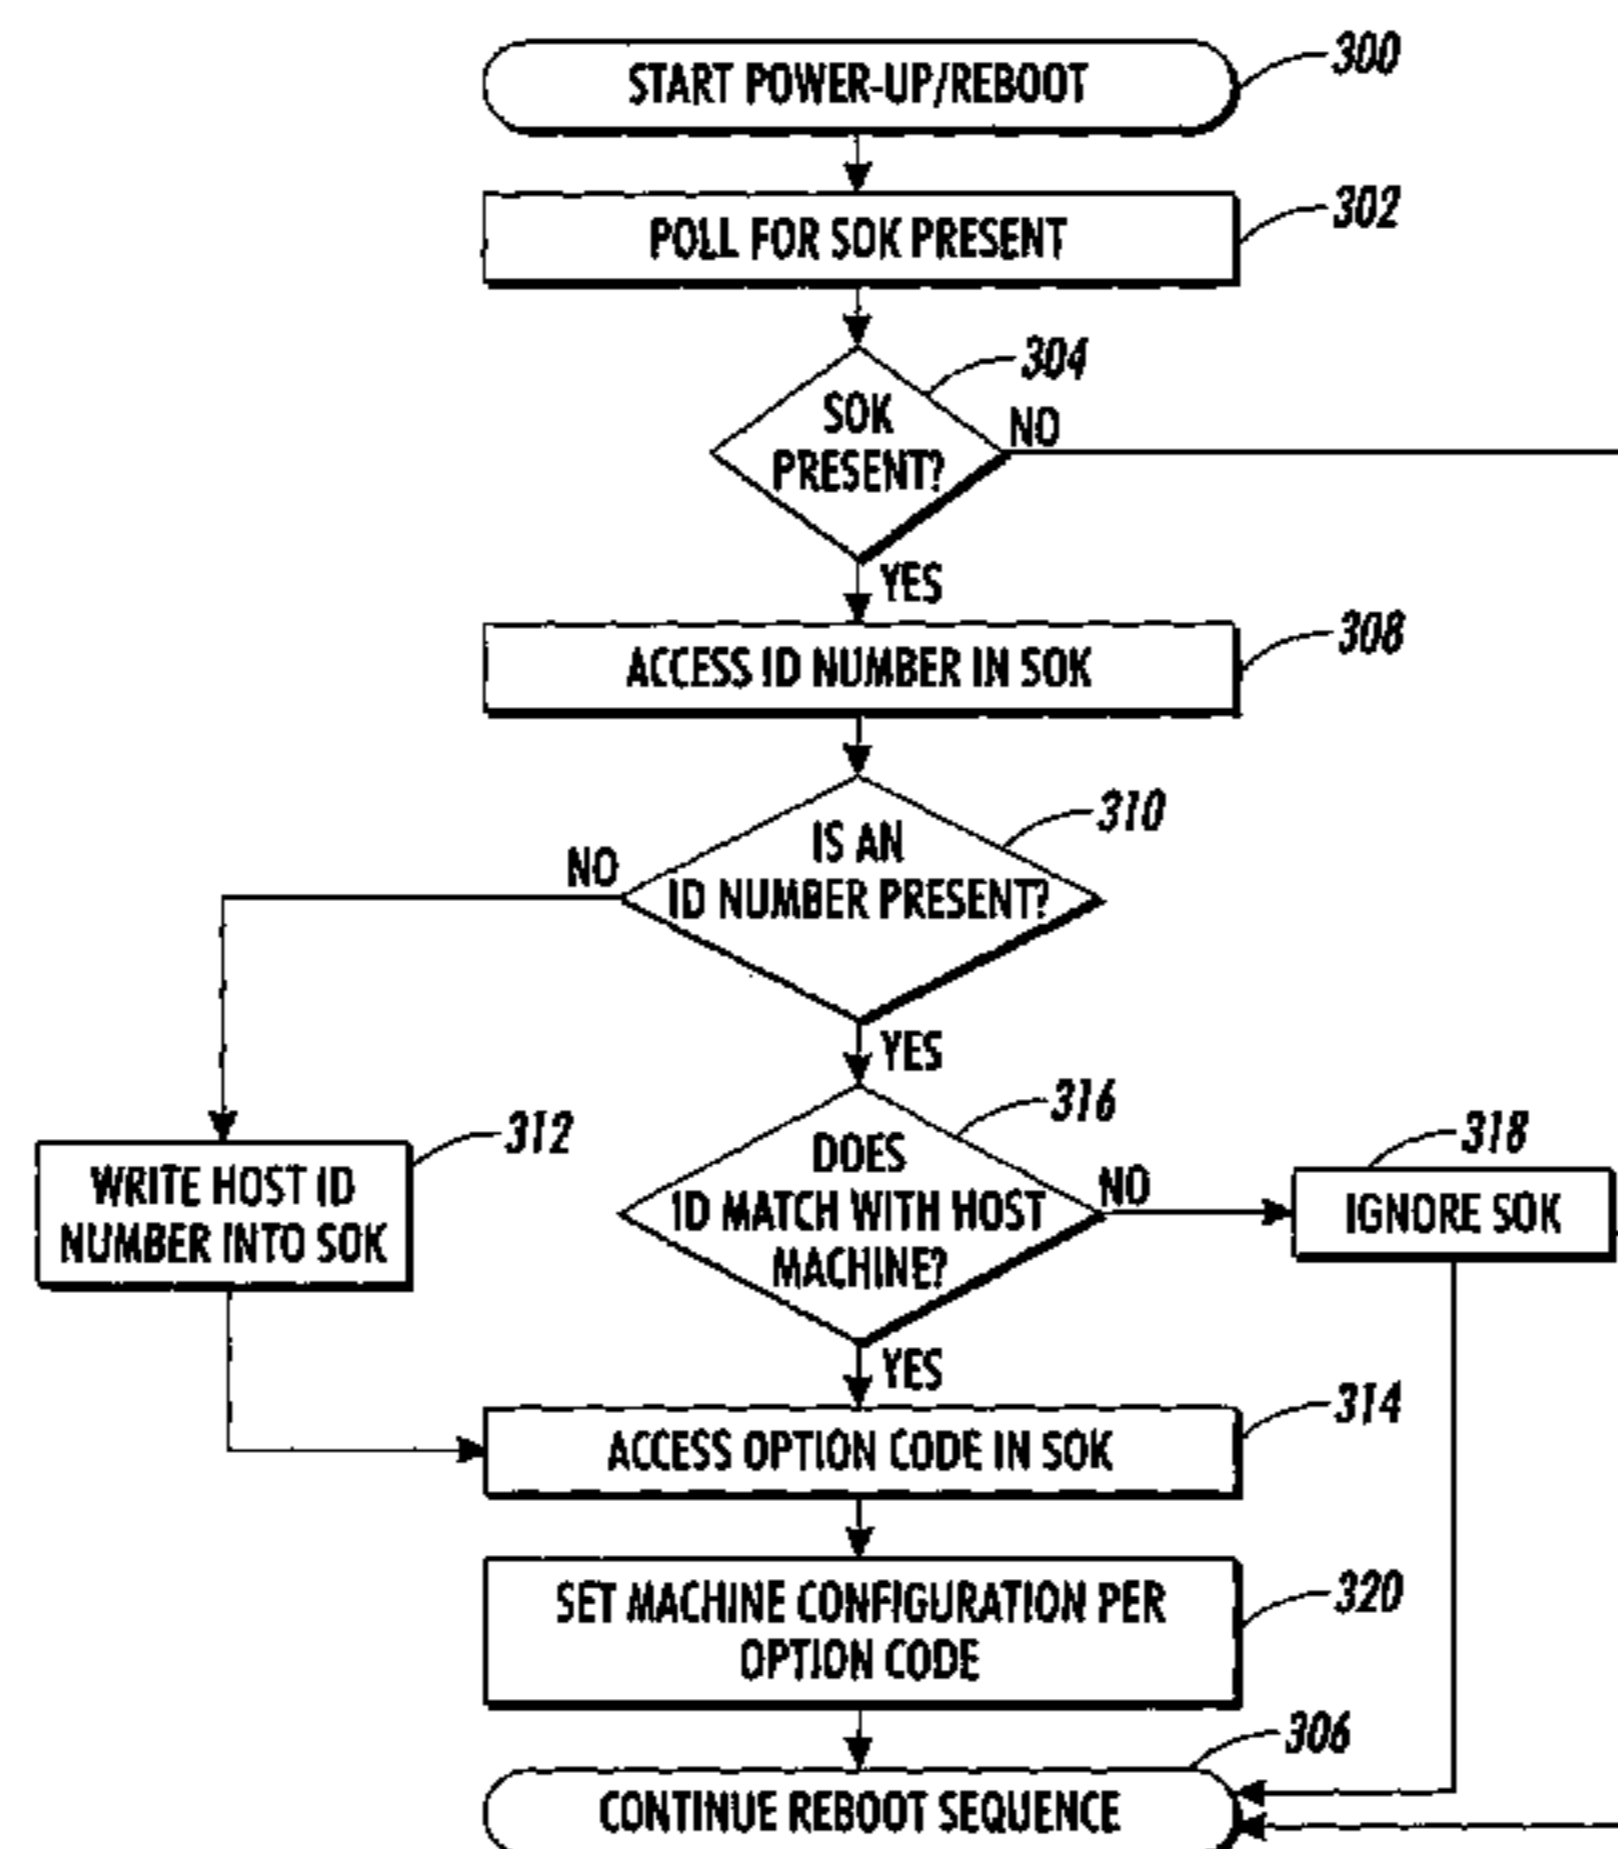 START POWER-UP/REBOOT
300
POLL FOR SOK PRESENT
302
304
SOK
PRESENT?
NO
YES
ACCESS ID NUMBER IN SOK
308
310
IS AN
ID NUMBER PRESENT?
NO
YES
312
WRITE HOST ID
NUMBER INTO SOK
316
DOES
ID MATCH WITH HOST
MACHINE?
NO
318
IGNORE SOK
YES
ACCESS OPTION CODE IN SOK
314
SET MACHINE CONFIGURATION PER
OPTION CODE
320
306
CONTINUE REBOOT SEQUENCE